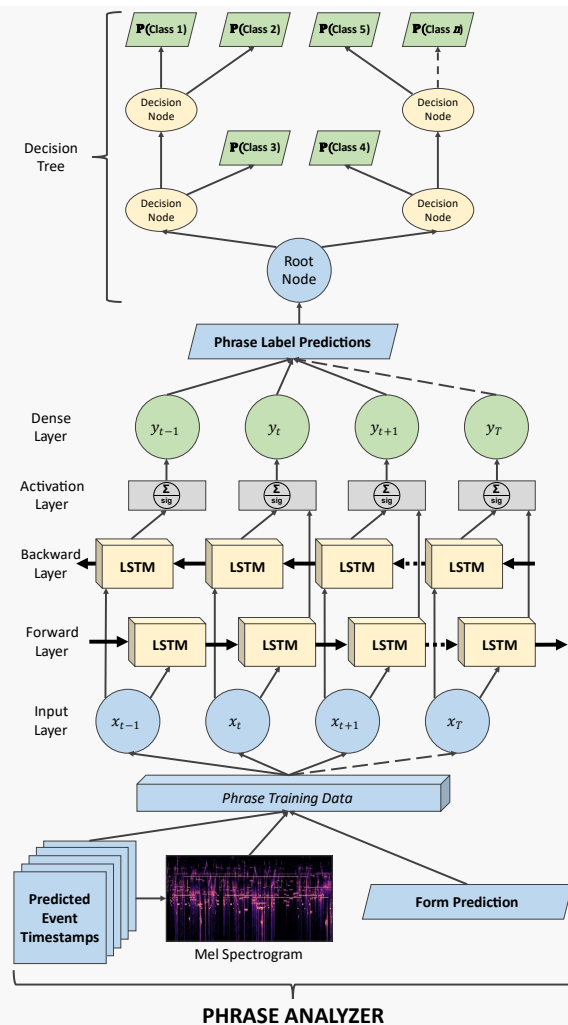 ℙ(Class 1)
ℙ(Class 2)
ℙ(Class 5)
ℙ(Class n)
Decision
Node
Decision
Node
Decision
Tree
ℙ(Class 3)
ℙ(Class 4)
Decision
Node
Decision
Node
Root
Node
Phrase Label Predictions
Dense
Layer
y_{t−1}
y_t
y_{t+1}
y_T
Activation
Layer
Σ
sig
Σ
sig
Σ
sig
Σ
sig
Backward
Layer
LSTM
LSTM
LSTM
LSTM
Forward
Layer
LSTM
LSTM
LSTM
LSTM
Input
Layer
x_{t−1}
x_t
x_{t+1}
x_T
Phrase Training Data
Predicted
Event
Timestamps
Mel Spectrogram
Form Prediction
PHRASE ANALYZER